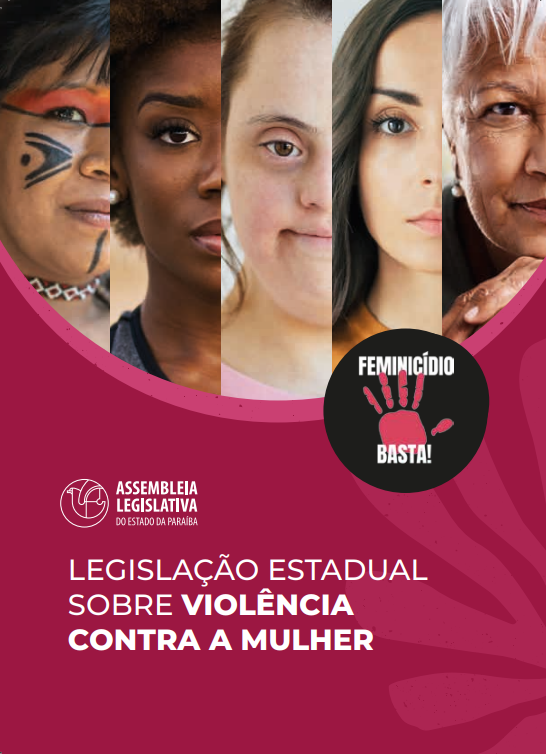 FEMINICÍDIO
BASTA!
ASSEMBLEIA
LEGISLATIVA
DO ESTADO DA PARAÍBA
LEGISLAÇÃO ESTADUAL
SOBRE VIOLÊNCIA
CONTRA A MULHER